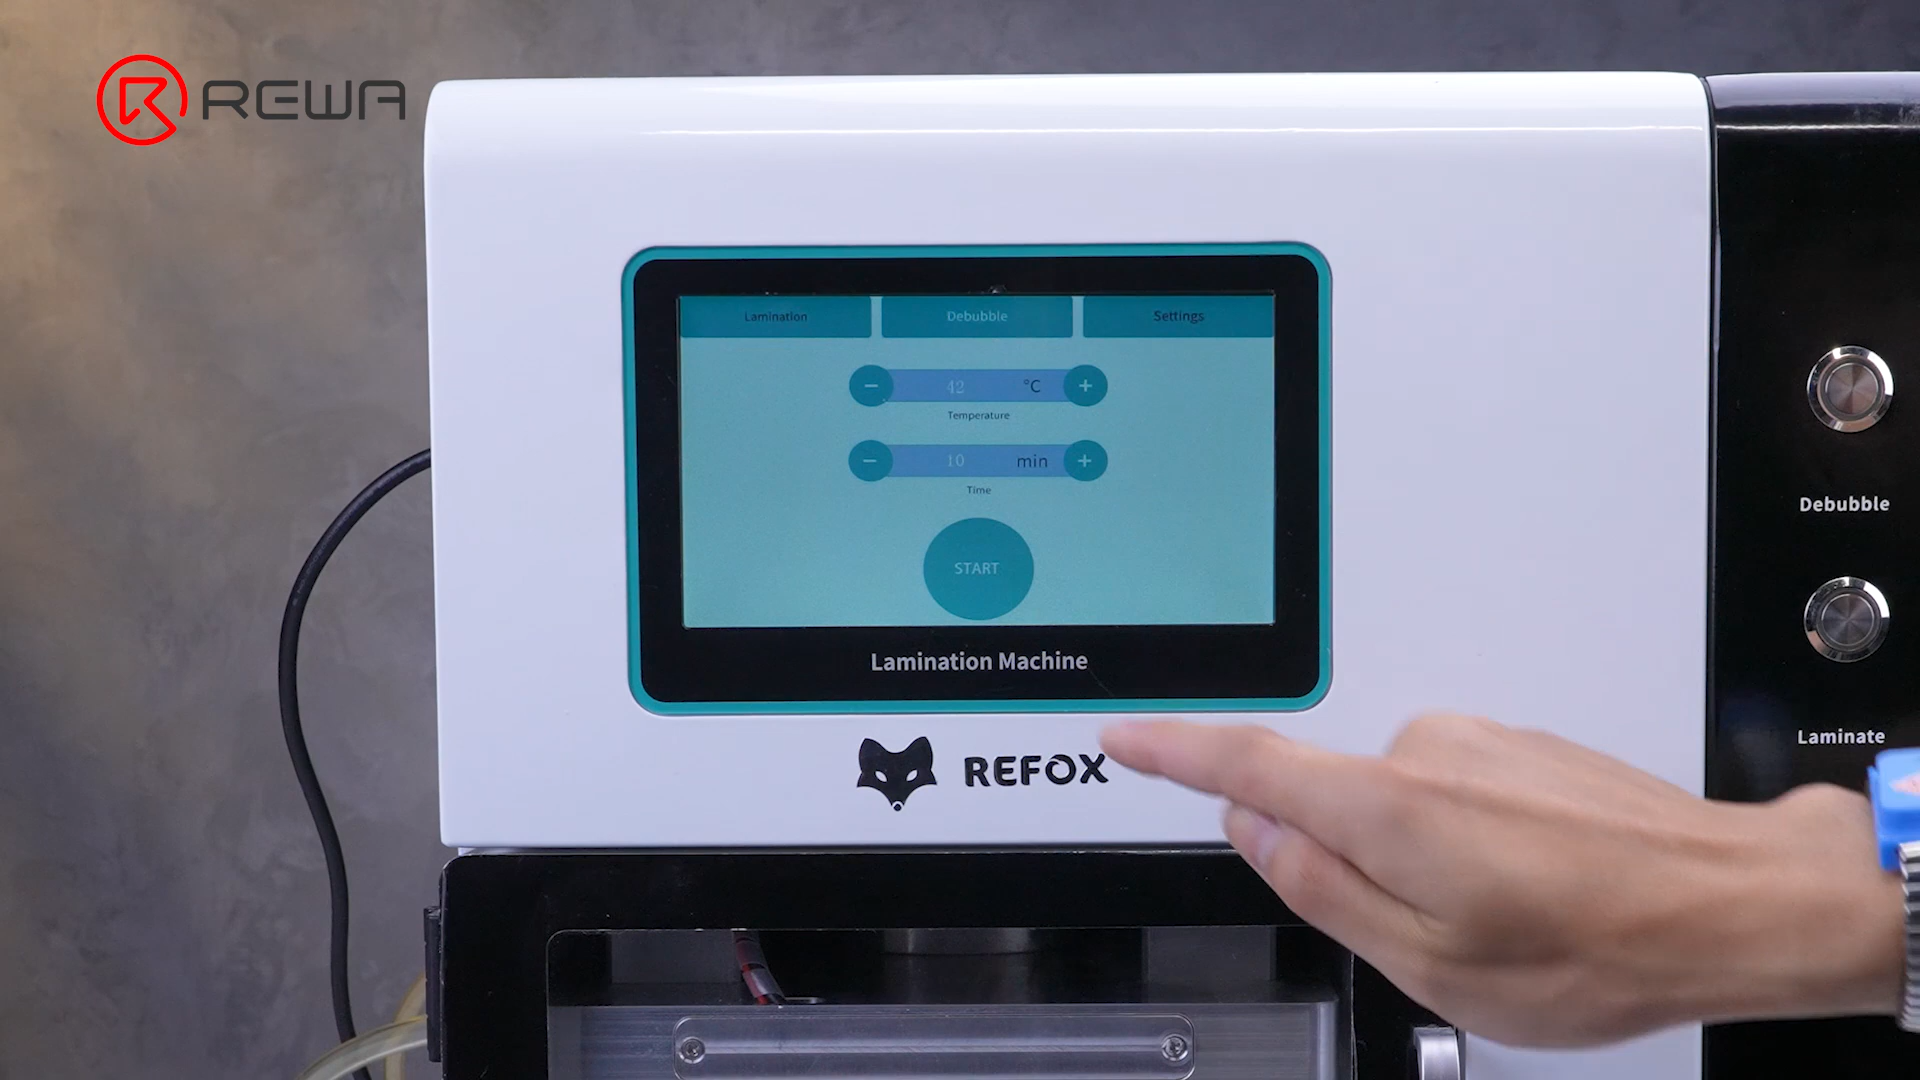 REWA
Lamination Debubble Settings
− 42 °C +
Temperature
− 10 min +
Time
START
Lamination Machine
REFOX
Debubble
Laminate